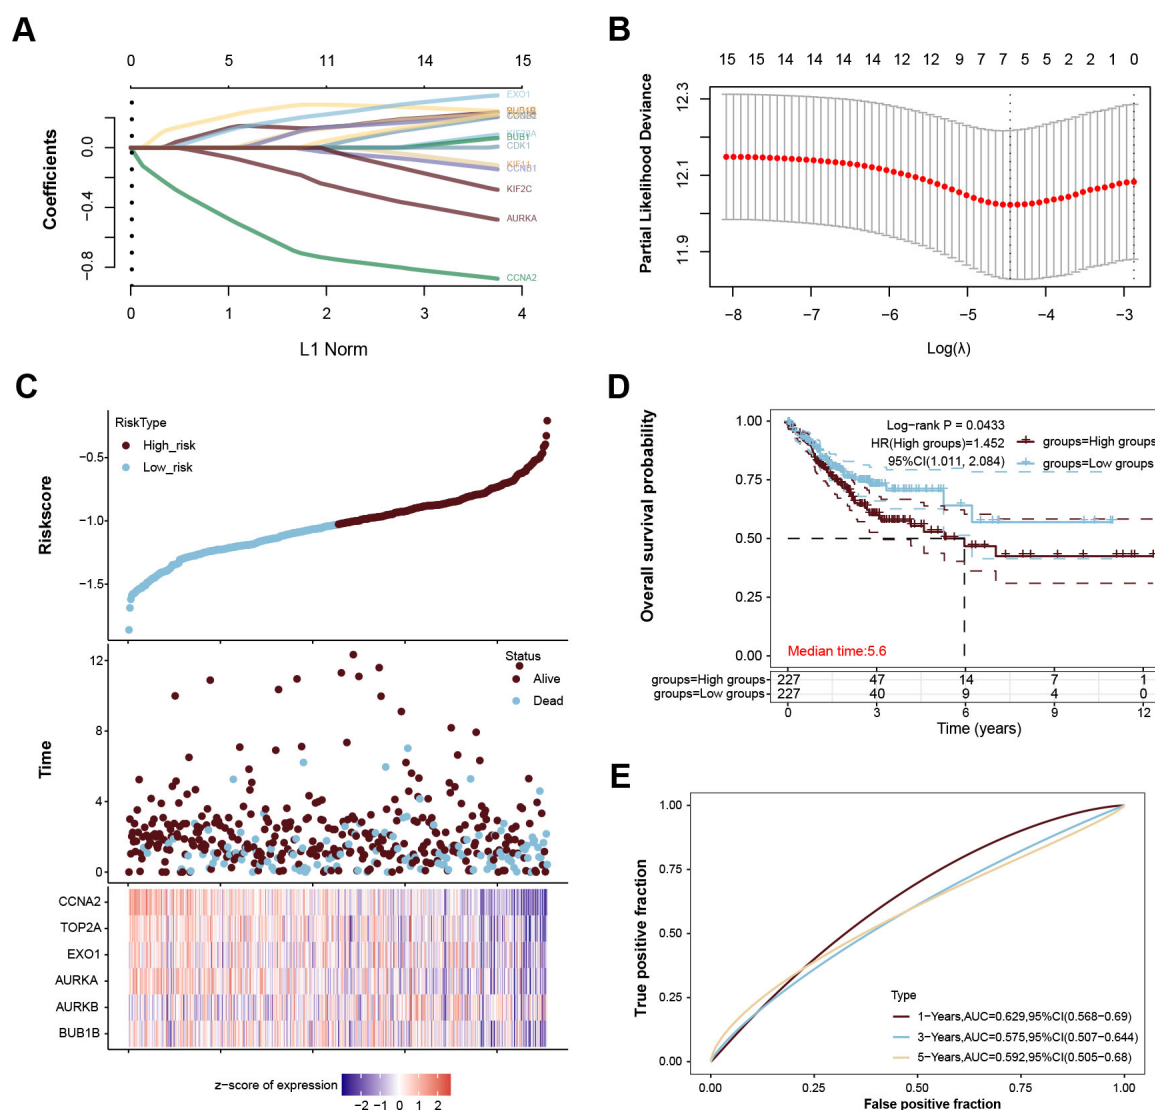 A
0 5 11 14 15
Coefficients
0.0
−0.4
−0.8
EXO1
BUB1
CDK1
KIF11
CCNB1
KIF2C
AURKA
CCNA2
0 1 2 3 4
L1 Norm
B
15 15 14 14 14 12 12 9 7 7 5 5 2 2 1 0
Partial Likelihood Deviance
12.3
12.1
11.9
−8 −7 −6 −5 −4 −3
Log(λ)
C
Riskscore
RiskType
High_risk
Low_risk
−0.5
−1.0
−1.5
Time
12
8
4
0
Status
Alive
Dead
CCNA2
TOP2A
EXO1
AURKA
AURKB
BUB1B
z−score of expression
−2 −1 0 1 2
D
Overall survival probability
1.00
0.75
0.50
0.25
0.00
Log−rank P = 0.0433
HR(High groups)=1.452
95%CI(1.011, 2.084)
groups=High groups
groups=Low groups
Median time:5.6
groups=High groups 227 47 14 7 1
groups=Low groups 227 40 9 4 0
0 3 6 9 12
Time (years)
E
True positive fraction
1.00
0.75
0.50
0.25
0.00
Type
1−Years,AUC=0.629,95%CI(0.568−0.69)
3−Years,AUC=0.575,95%CI(0.507−0.644)
5−Years,AUC=0.592,95%CI(0.505−0.68)
0.00 0.25 0.50 0.75 1.00
False positive fraction